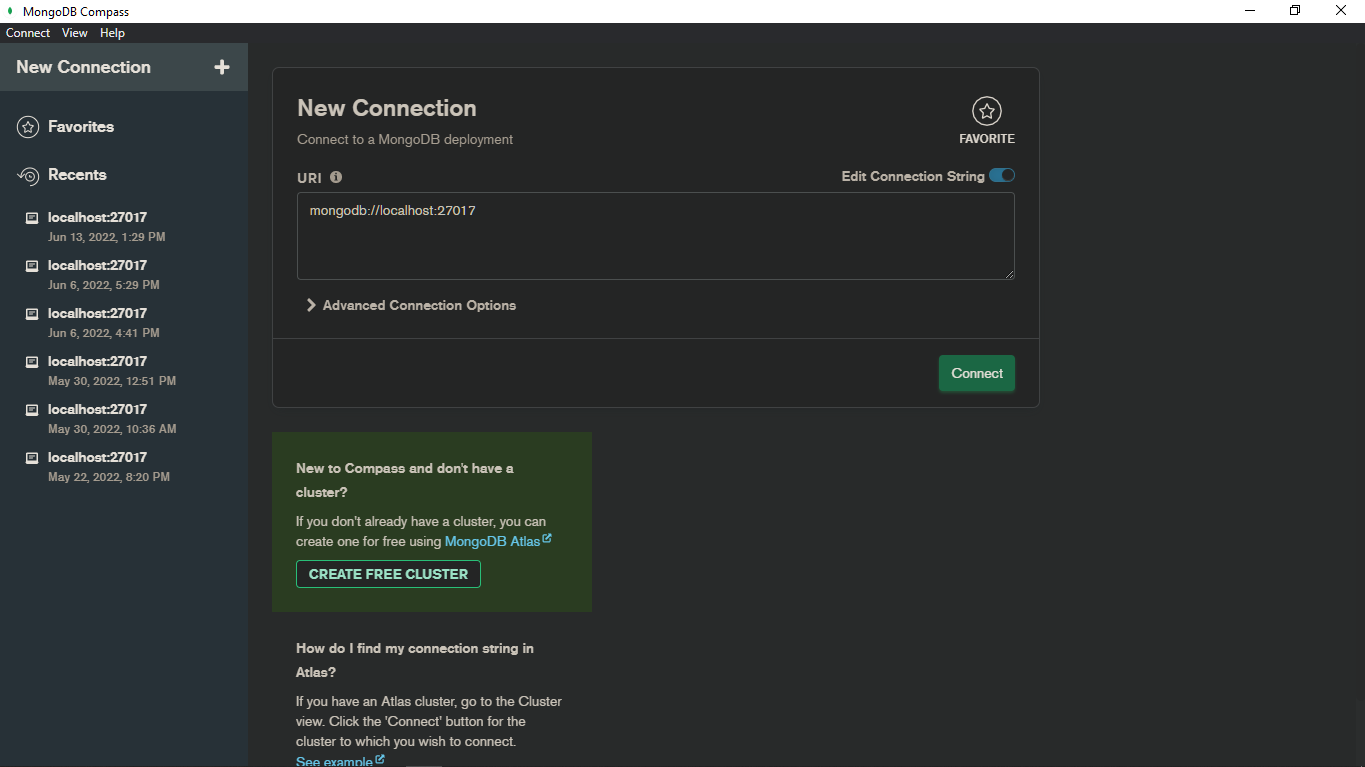 MongoDB Compass
Connect View Help
New Connection
Favorites
Recents
localhost:27017
Jun 13, 2022, 1:29 PM
localhost:27017
Jun 6, 2022, 5:29 PM
localhost:27017
Jun 6, 2022, 4:41 PM
localhost:27017
May 30, 2022, 12:51 PM
localhost:27017
May 30, 2022, 10:36 AM
localhost:27017
May 22, 2022, 8:20 PM
New Connection
Connect to a MongoDB deployment
FAVORITE
URI
Edit Connection String
mongodb://localhost:27017
Advanced Connection Options
Connect
New to Compass and don't have a
cluster?
If you don't already have a cluster, you can
create one for free using MongoDB Atlas
CREATE FREE CLUSTER
How do I find my connection string in
Atlas?
If you have an Atlas cluster, go to the Cluster
view. Click the 'Connect' button for the
cluster to which you wish to connect.
See example